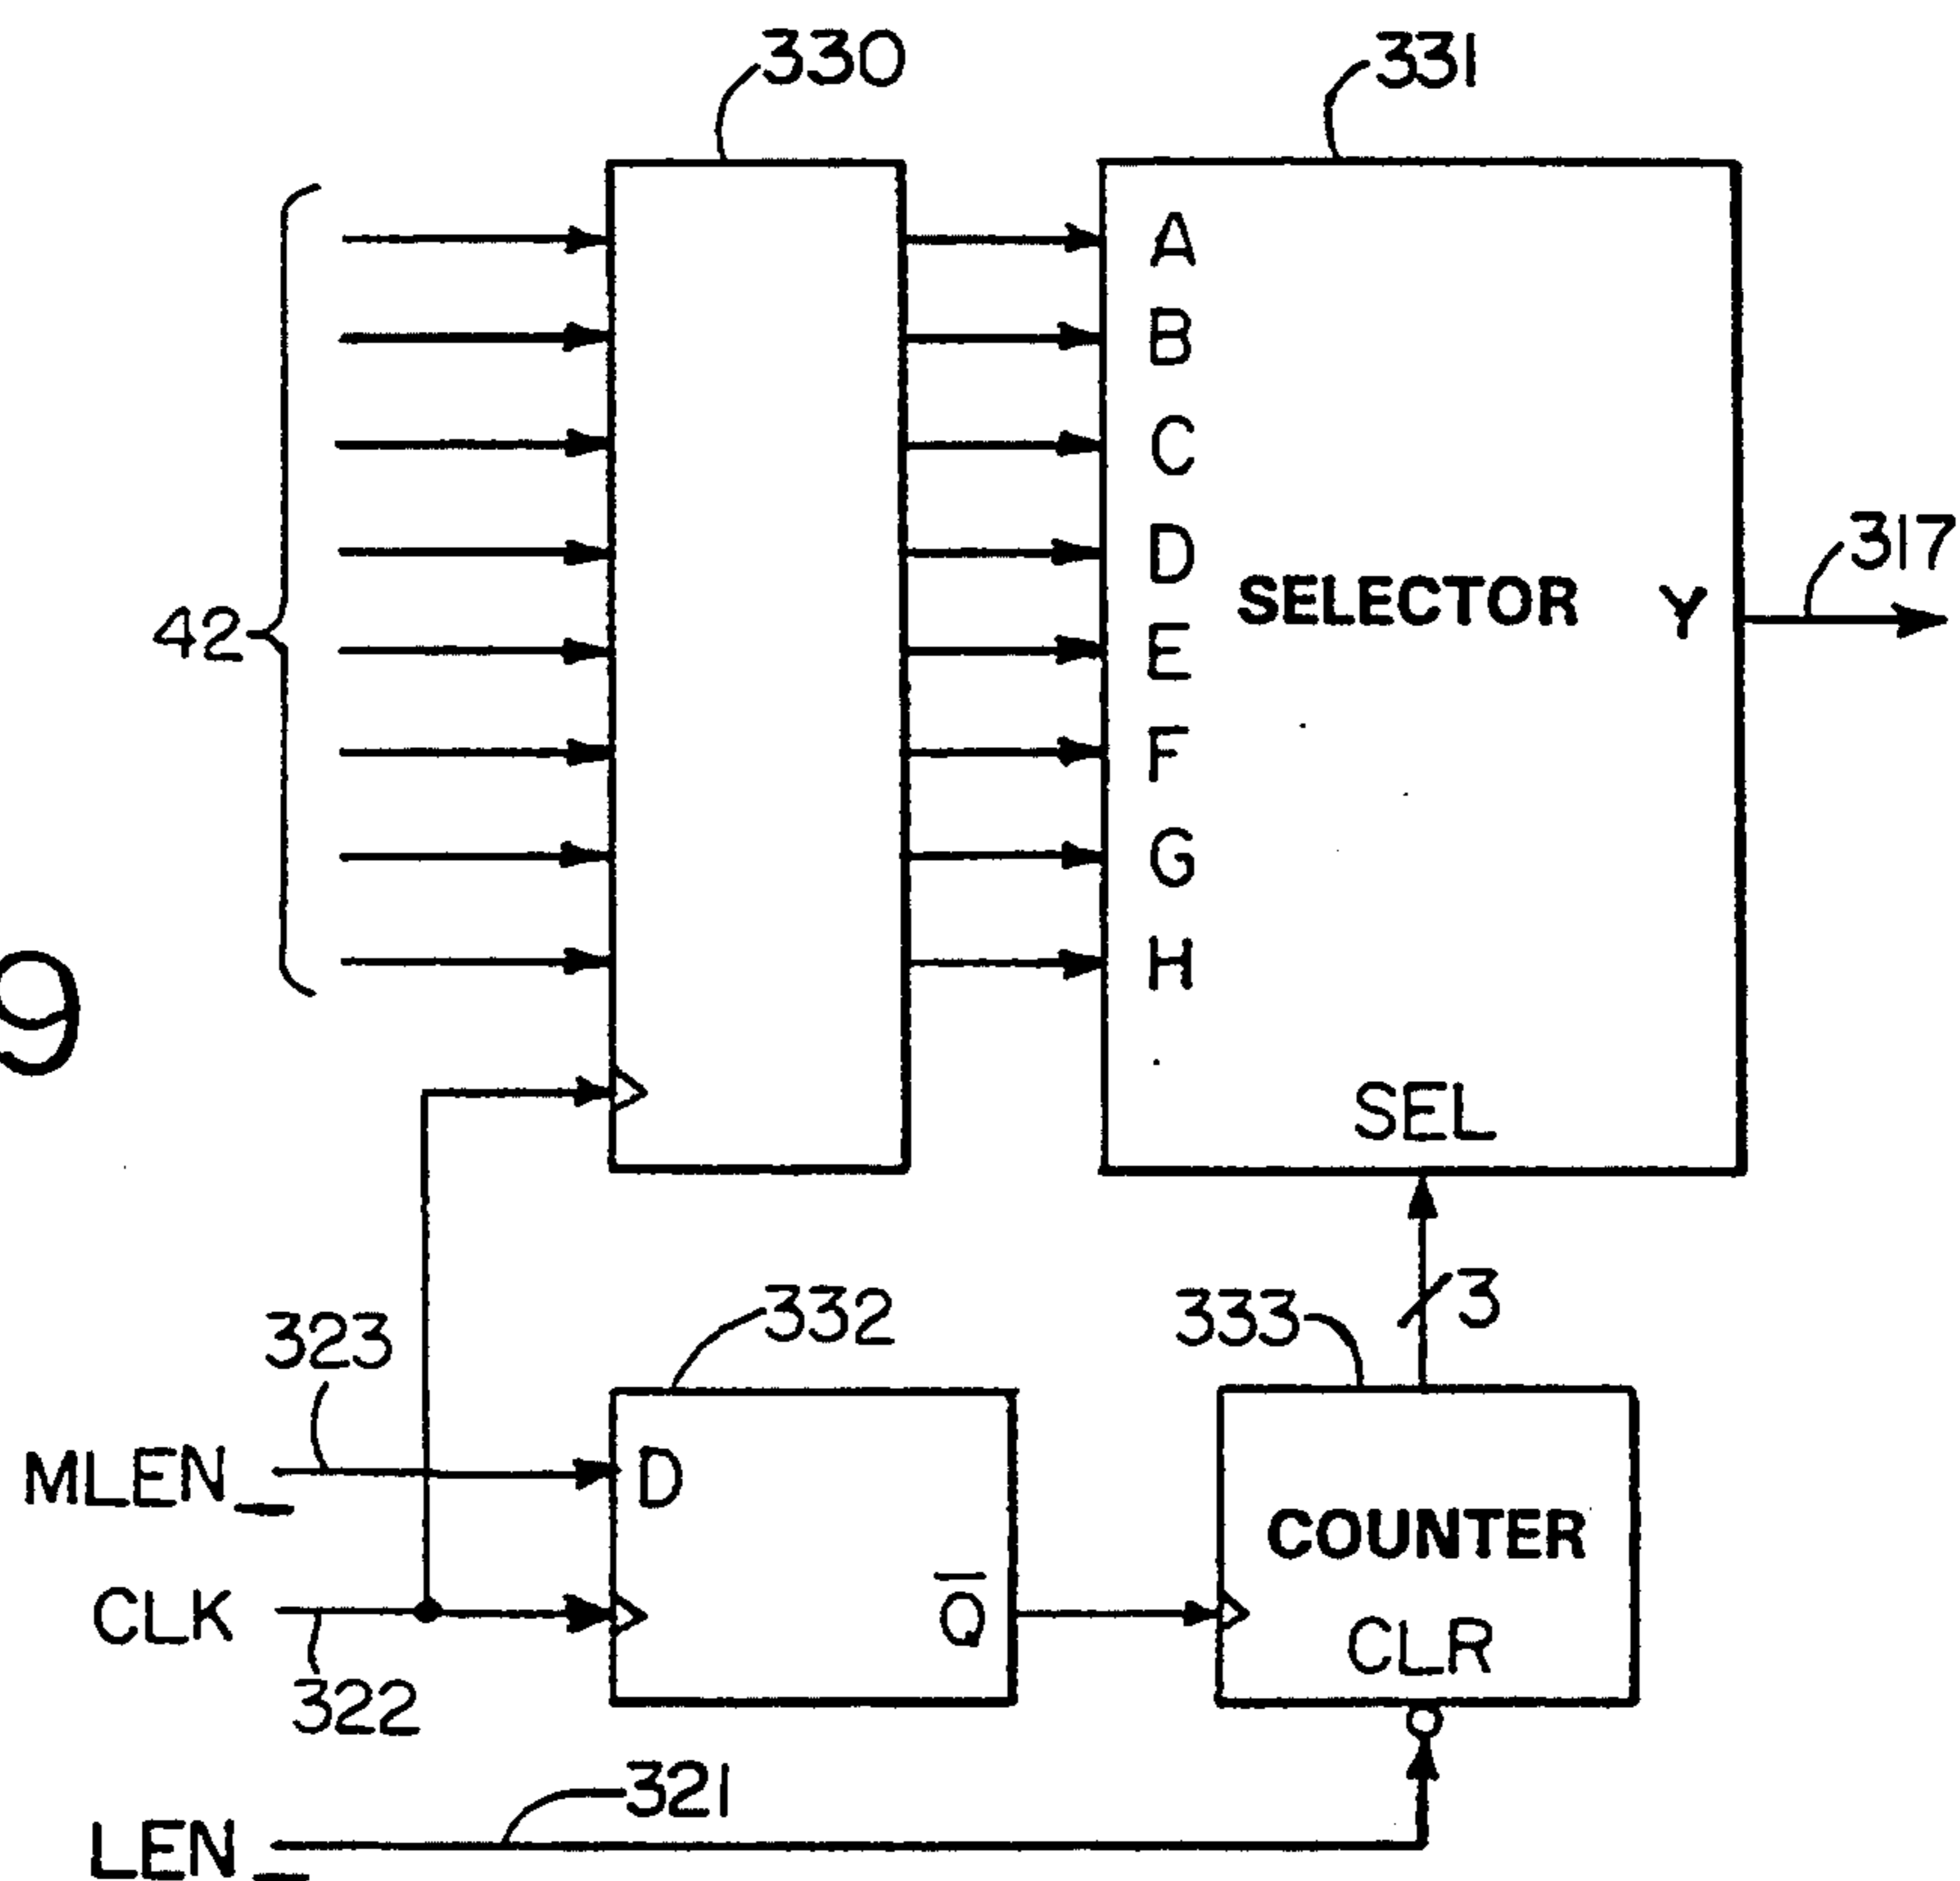 330
331
A
B
C
D
E
F
G
H
SELECTOR
Y
317
42
9
SEL
3
323
332
333
MLEN_
D
CLK
Q̅
COUNTER
CLR
322
321
LEN_